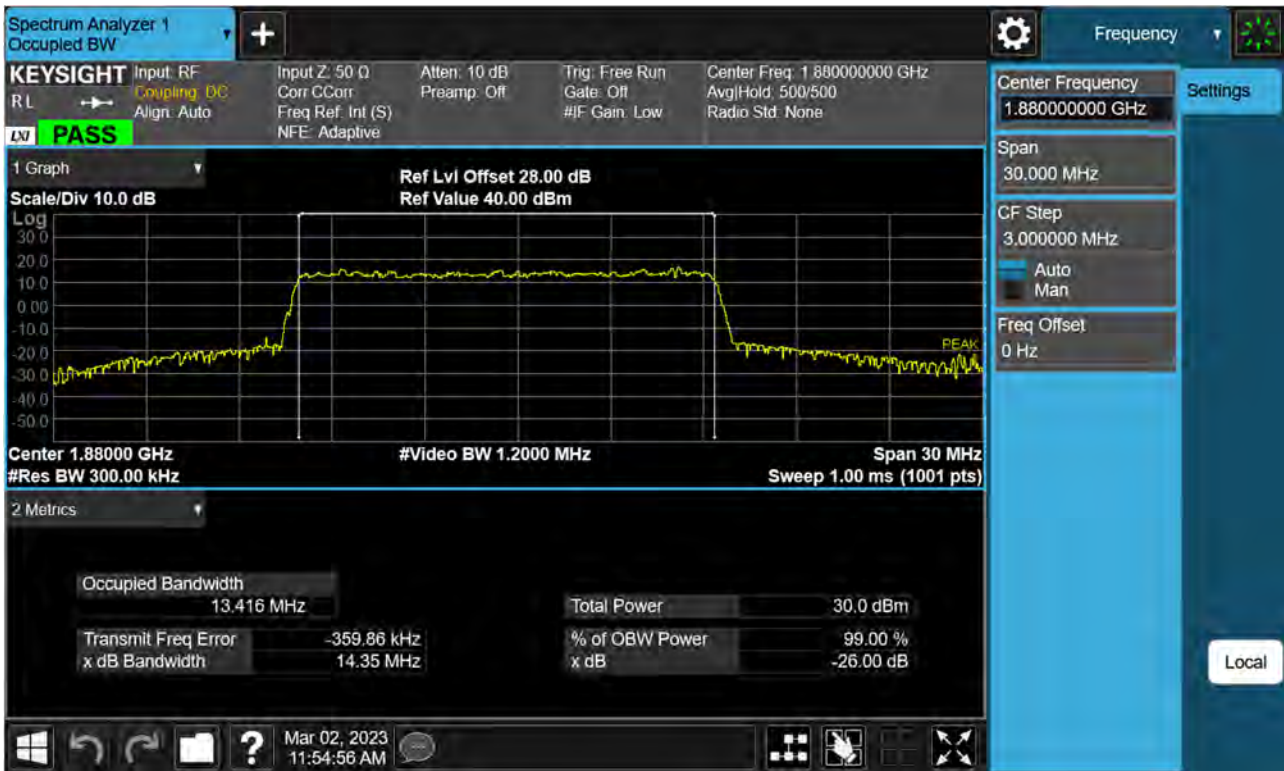 Spectrum Analyzer 1
Occupied BW
Frequency
KEYSIGHT
R L
LXI PASS
Input: RF
Coupling: DC
Align: Auto
Input Z: 50 Ω
Corr CCorr
Freq Ref: Int (S)
NFE: Adaptive
Atten: 10 dB
Preamp: Off
Trig: Free Run
Gate: Off
#IF Gain: Low
Center Freq: 1.880000000 GHz
Avg|Hold: 500/500
Radio Std: None
Center Frequency
1.880000000 GHz
Settings
Span
30.000 MHz
CF Step
3.000000 MHz
Auto
Man
Freq Offset
0 Hz
Local
1 Graph
Scale/Div 10.0 dB
Ref Lvl Offset 28.00 dB
Ref Value 40.00 dBm
Log
30.0
20.0
10.0
0.00
-10.0
-20.0
-30.0
-40.0
-50.0
PEAK
Center 1.88000 GHz
#Res BW 300.00 kHz
#Video BW 1.2000 MHz
Span 30 MHz
Sweep 1.00 ms (1001 pts)
2 Metrics
Occupied Bandwidth
13.416 MHz
Total Power 30.0 dBm
Transmit Freq Error -359.86 kHz
% of OBW Power 99.00 %
x dB Bandwidth 14.35 MHz
x dB -26.00 dB
?
Mar 02, 2023
11:54:56 AM